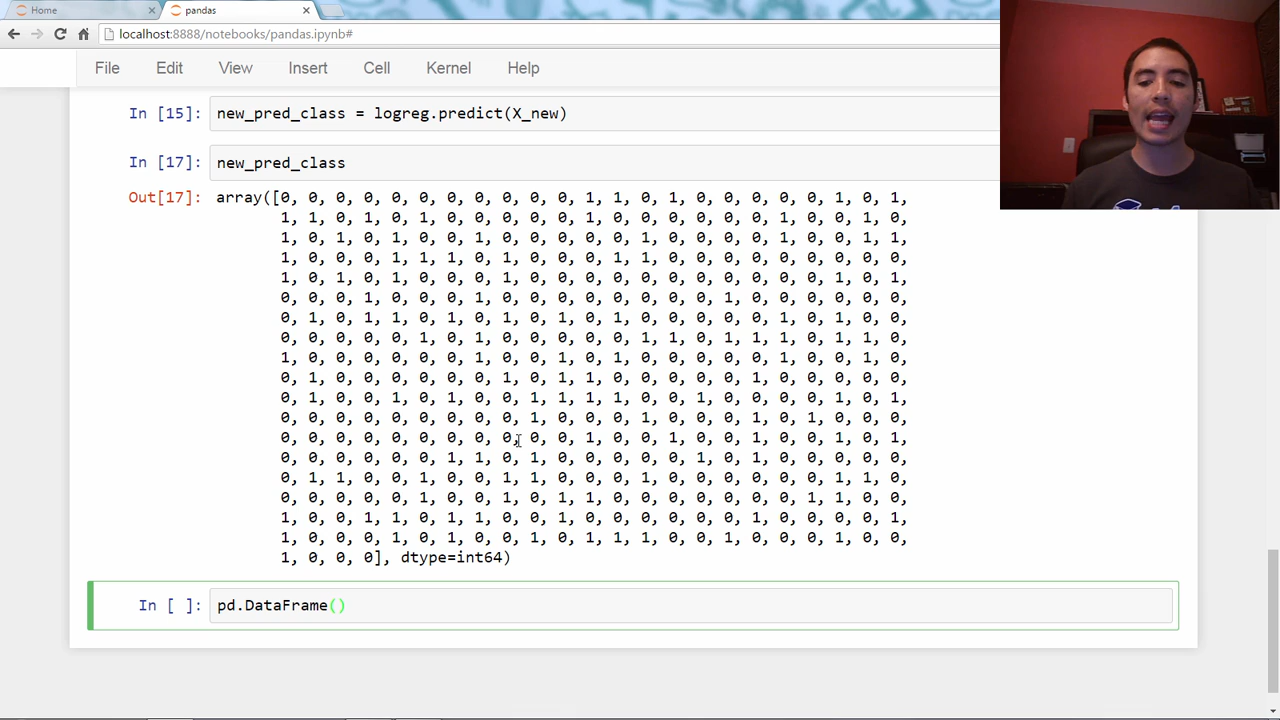 Home
pandas
localhost:8888/notebooks/pandas.ipynb#
File Edit View Insert Cell Kernel Help
In [15]: new_pred_class = logreg.predict(X_new)
In [17]: new_pred_class
Out[17]: array([0, 0, 0, 0, 0, 0, 0, 0, 0, 0, 0, 1, 1, 0, 1, 0, 0, 0, 0, 0, 1, 0, 1,
1, 1, 0, 1, 0, 1, 0, 0, 0, 0, 0, 1, 0, 0, 0, 0, 0, 0, 1, 0, 0, 1, 0,
1, 0, 1, 0, 1, 0, 0, 1, 0, 0, 0, 0, 0, 1, 0, 0, 0, 0, 1, 0, 0, 1, 1,
1, 0, 0, 0, 1, 1, 1, 0, 1, 0, 0, 0, 1, 1, 0, 0, 0, 0, 0, 0, 0, 0, 0,
1, 0, 1, 0, 1, 0, 0, 0, 1, 0, 0, 0, 0, 0, 0, 0, 0, 0, 0, 0, 1, 0, 1,
0, 0, 0, 1, 0, 0, 0, 1, 0, 0, 0, 0, 0, 0, 0, 0, 1, 0, 0, 0, 0, 0, 0,
0, 1, 0, 1, 1, 0, 1, 0, 1, 0, 1, 0, 1, 0, 0, 0, 0, 0, 1, 0, 1, 0, 0,
0, 0, 0, 0, 0, 1, 0, 1, 0, 0, 0, 0, 0, 1, 1, 0, 1, 1, 1, 1, 0, 1, 0,
1, 0, 0, 0, 0, 0, 0, 1, 0, 0, 1, 0, 1, 0, 0, 0, 0, 0, 1, 0, 0, 1, 0,
0, 1, 0, 0, 0, 0, 0, 0, 1, 0, 1, 1, 0, 0, 0, 0, 0, 1, 0, 0, 0, 0, 0,
0, 1, 0, 0, 1, 0, 1, 0, 0, 1, 1, 1, 1, 0, 0, 1, 0, 0, 0, 0, 1, 0, 1,
0, 0, 0, 0, 0, 0, 0, 0, 0, 1, 0, 0, 0, 1, 0, 0, 0, 1, 0, 1, 0, 0, 0,
0, 0, 0, 0, 0, 0, 0, 0, 0, 0, 0, 1, 0, 0, 1, 0, 0, 1, 0, 0, 1, 0, 1,
0, 0, 0, 0, 0, 0, 1, 1, 0, 1, 0, 0, 0, 0, 0, 1, 0, 1, 0, 0, 0, 0, 0,
0, 1, 1, 0, 0, 1, 0, 0, 1, 1, 0, 0, 0, 1, 0, 0, 0, 0, 0, 0, 1, 1, 0,
0, 0, 0, 0, 0, 1, 0, 0, 1, 0, 1, 1, 0, 0, 0, 0, 0, 0, 0, 1, 1, 0, 0,
1, 0, 0, 1, 1, 0, 1, 1, 0, 0, 1, 0, 0, 0, 0, 0, 0, 1, 0, 0, 0, 0, 1,
1, 0, 0, 0, 1, 0, 1, 0, 0, 1, 0, 1, 1, 1, 0, 0, 1, 0, 0, 0, 1, 0, 0,
1, 0, 0, 0], dtype=int64)
In [ ]: pd.DataFrame()